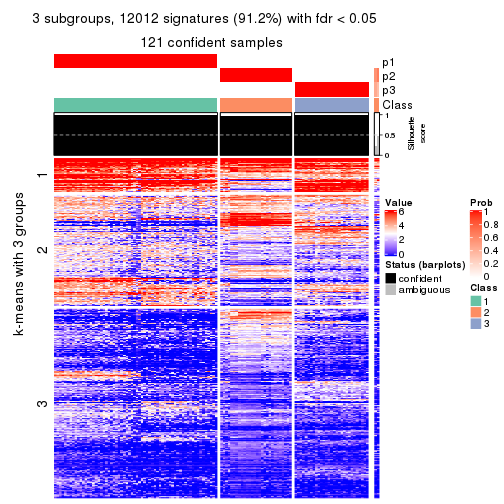 3 subgroups, 12012 signatures (91.2%) with fdr < 0.05
121 confident samples
p1
p2
p3
Class
1
0.5
0
Silhouette
score
k-means with 3 groups
1
2
3
Value
6
4
2
0
Status (barplots)
confident
ambiguous
Prob
1
0.8
0.6
0.4
0.2
0
Class
1
2
3